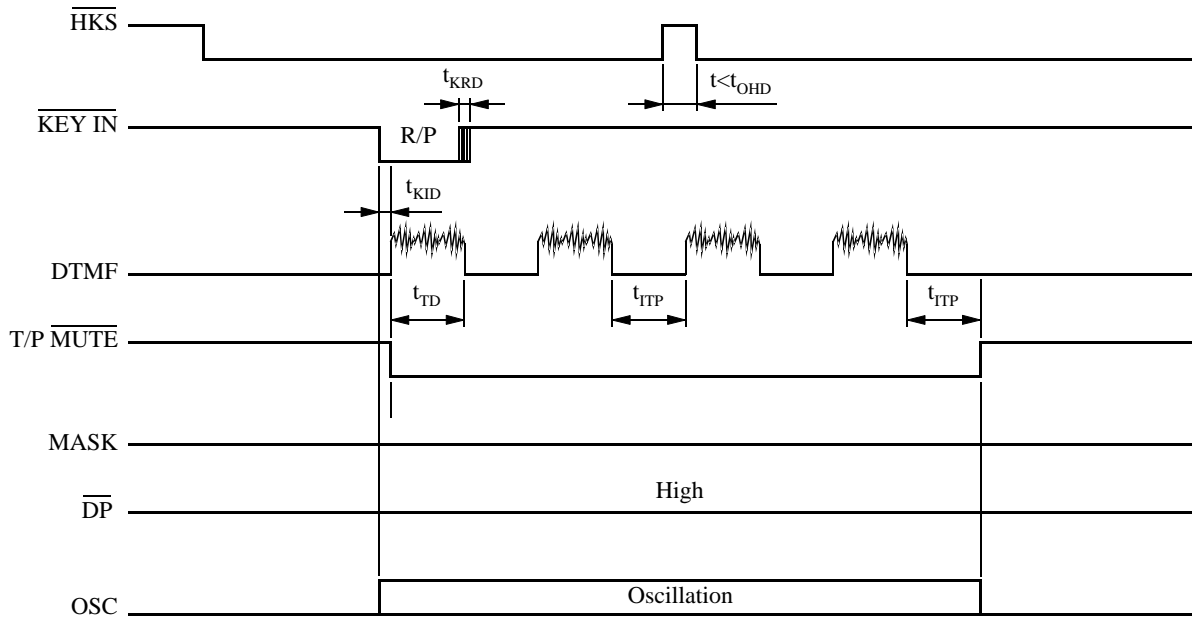 HKS
t<tOHD
tKRD
KEY IN
R/P
tKID
DTMF
tTD
tITP
tITP
T/P MUTE
MASK
High
DP
Oscillation
OSC